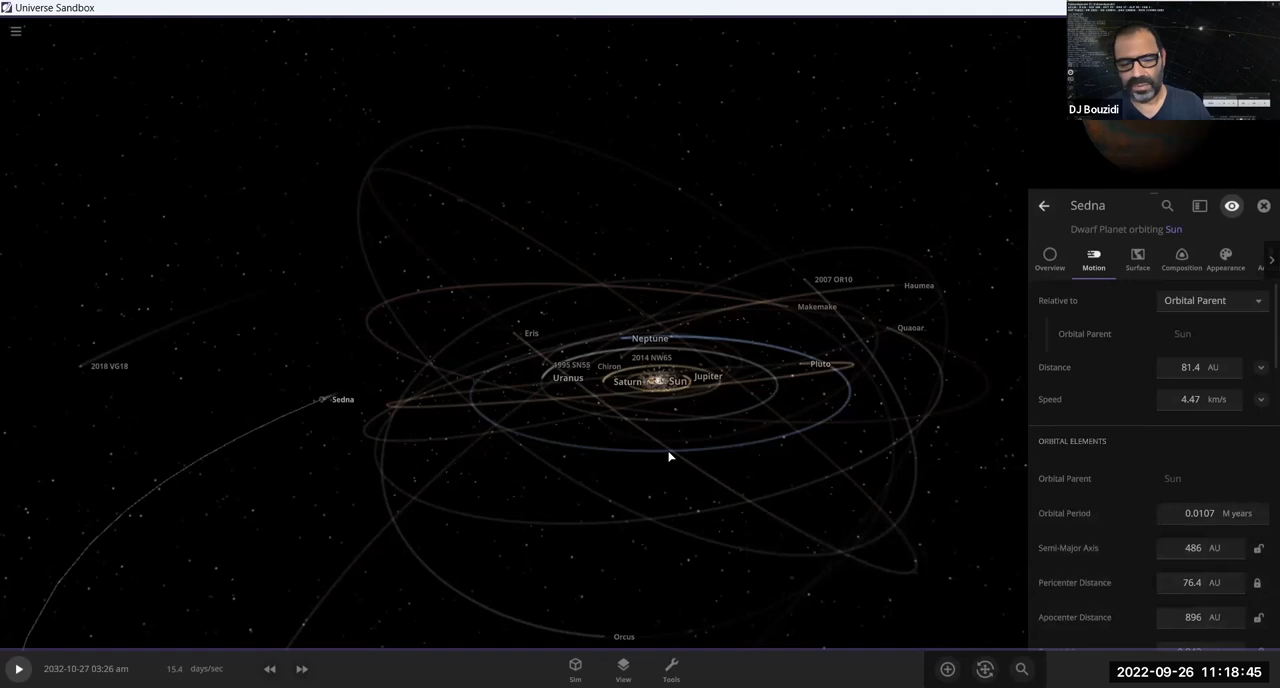 Universe Sandbox
DJ Bouzidi
Sedna
Dwarf Planet orbiting Sun
Overview
Motion
Surface
Composition
Appearance
Relative to
Orbital Parent
Orbital Parent
Sun
Distance
81.4 AU
Speed
4.47 km/s
ORBITAL ELEMENTS
Orbital Parent
Sun
Orbital Period
0.0107 M years
Semi-Major Axis
486 AU
Pericenter Distance
76.4 AU
Apocenter Distance
896 AU
2007 OR10
Haumea
Makemake
Quaoar
Eris
Neptune
2014 NW65
1995 SN55
Chiron
Pluto
2018 VG18
Uranus
Saturn
Sun
Jupiter
Sedna
Orcus
2032-10-27 03:26 am
15.4 days/sec
Sim
View
Tools
2022-09-26 11:18:45